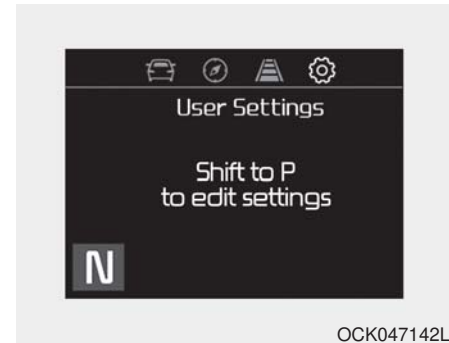 User Settings
Shift to P
to edit settings
N
OCK047142L